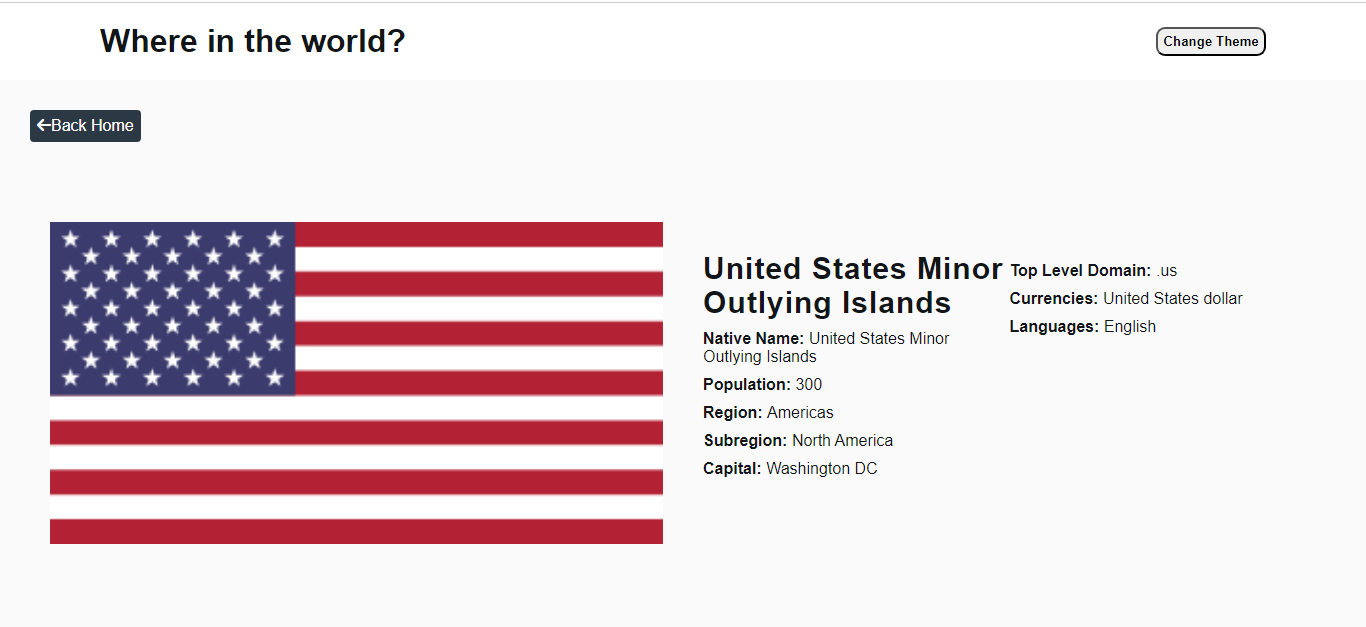 Where in the world?
Change Theme
Back Home
United States Minor
Outlying Islands
Native Name: United States Minor
Outlying Islands
Population: 300
Region: Americas
Subregion: North America
Capital: Washington DC
Top Level Domain: .us
Currencies: United States dollar
Languages: English